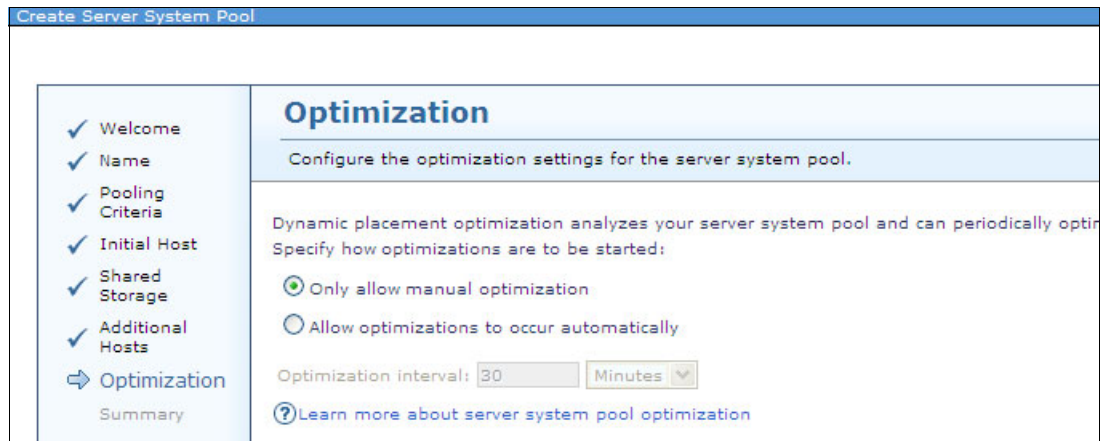 Create Server System Pool
Welcome
Name
Pooling
Criteria
Initial Host
Shared
Storage
Additional
Hosts
Optimization
Summary
Optimization
Configure the optimization settings for the server system pool.
Dynamic placement optimization analyzes your server system pool and can periodically
Specify how optimizations are to be started:
Only allow manual optimization
Allow optimizations to occur automatically
Optimization interval: 30 Minutes
?Learn more about server system pool optimization